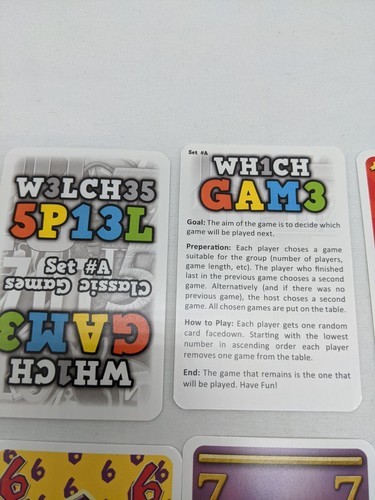 W3LCH35
5P13L
Set #A
Classic Games
GAM3
WH1CH
Set #A
WH1CH
GAM3
Goal: The aim of the game is to decide which
game will be played next.
Preperation: Each player choses a game
suitable for the group (number of players,
game length, etc). The player who finished
last in the previous game chooses a second
game. Alternatively (and if there was no
previous game), the host choses a second
game. All chosen games are put on the table.
How to Play: Each player gets one random
card facedown. Starting with the lowest
number in ascending order each player
removes one game from the table.
End: The game that remains is the one that
will be played. Have Fun!
6 6 6 6
7 7